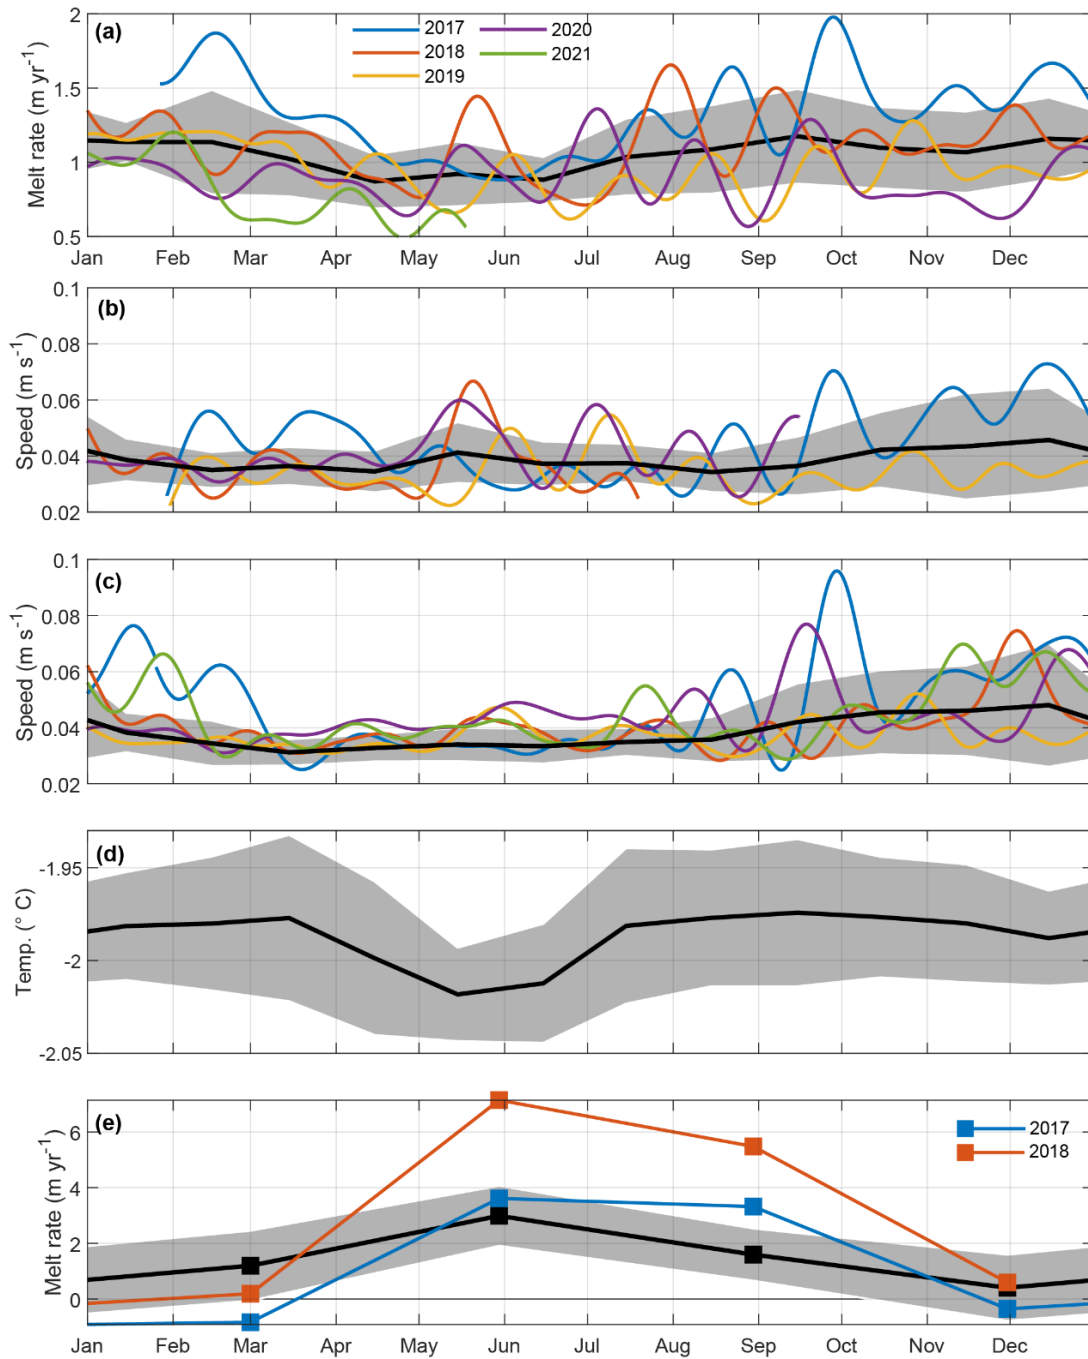 (a)
2017
2018
2019
2020
2021
Melt rate (m yr-1)
2
1.5
1
0.5
Jan Feb Mar Apr May Jun Jul Aug Sep Oct Nov Dec
(b)
Speed (m s-1)
0.1
0.08
0.06
0.04
0.02
(c)
Speed (m s-1)
0.1
0.08
0.06
0.04
0.02
(d)
Temp. (° C)
-1.95
-2
-2.05
(e)
2017
2018
Melt rate (m yr-1)
6
4
2
0
Jan Feb Mar Apr May Jun Jul Aug Sep Oct Nov Dec